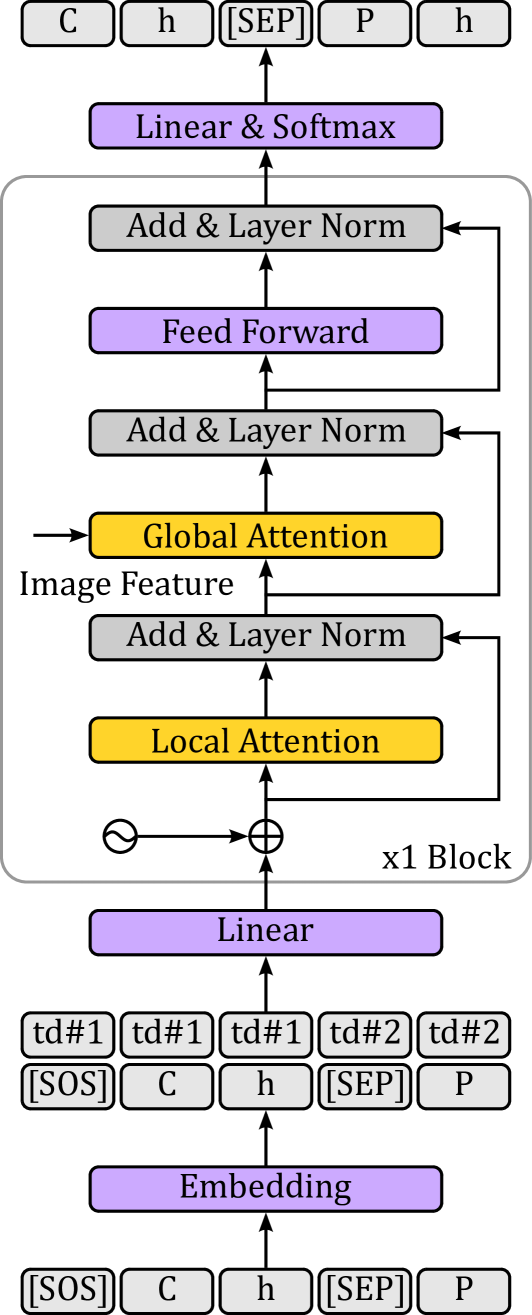 C h [SEP] P h
Linear & Softmax
Add & Layer Norm
Feed Forward
Add & Layer Norm
Global Attention
Image Feature
Add & Layer Norm
Local Attention
x1 Block
Linear
td#1 td#1 td#1 td#2 td#2
[SOS] C h [SEP] P
Embedding
[SOS] C h [SEP] P